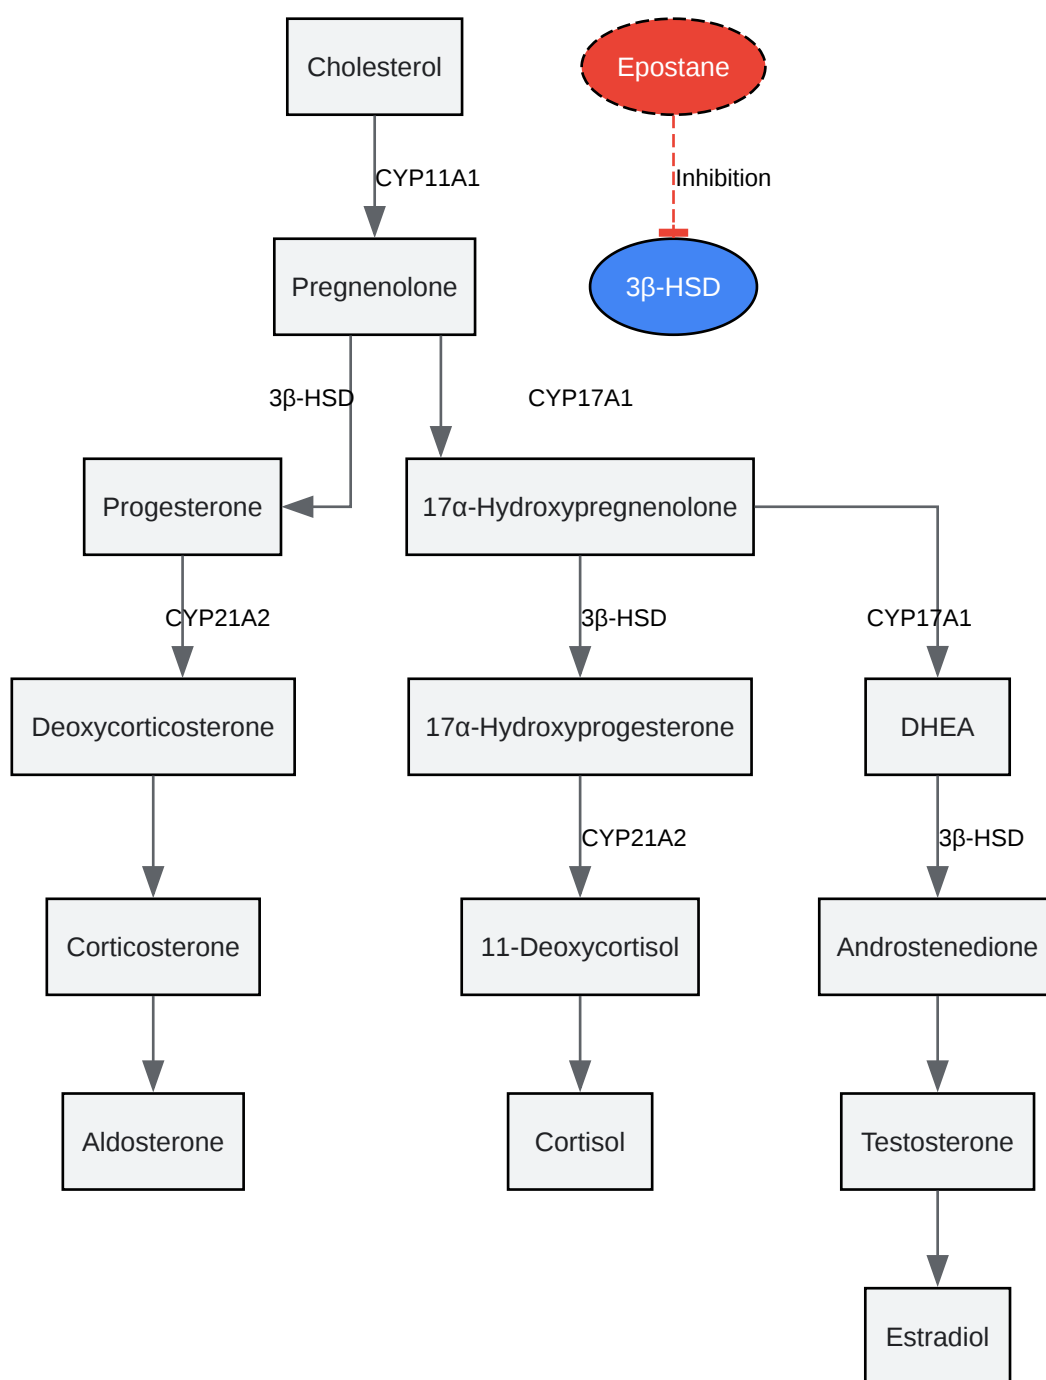 Cholesterol
Epostane
CYP11A1
Inhibition
Pregnenolone
3β-HSD
3β-HSD
CYP17A1
Progesterone
17α-Hydroxypregnenolone
CYP21A2
3β-HSD
CYP17A1
Deoxycorticosterone
17α-Hydroxyprogesterone
DHEA
CYP21A2
3β-HSD
Corticosterone
11-Deoxycortisol
Androstenedione
Aldosterone
Cortisol
Testosterone
Estradiol